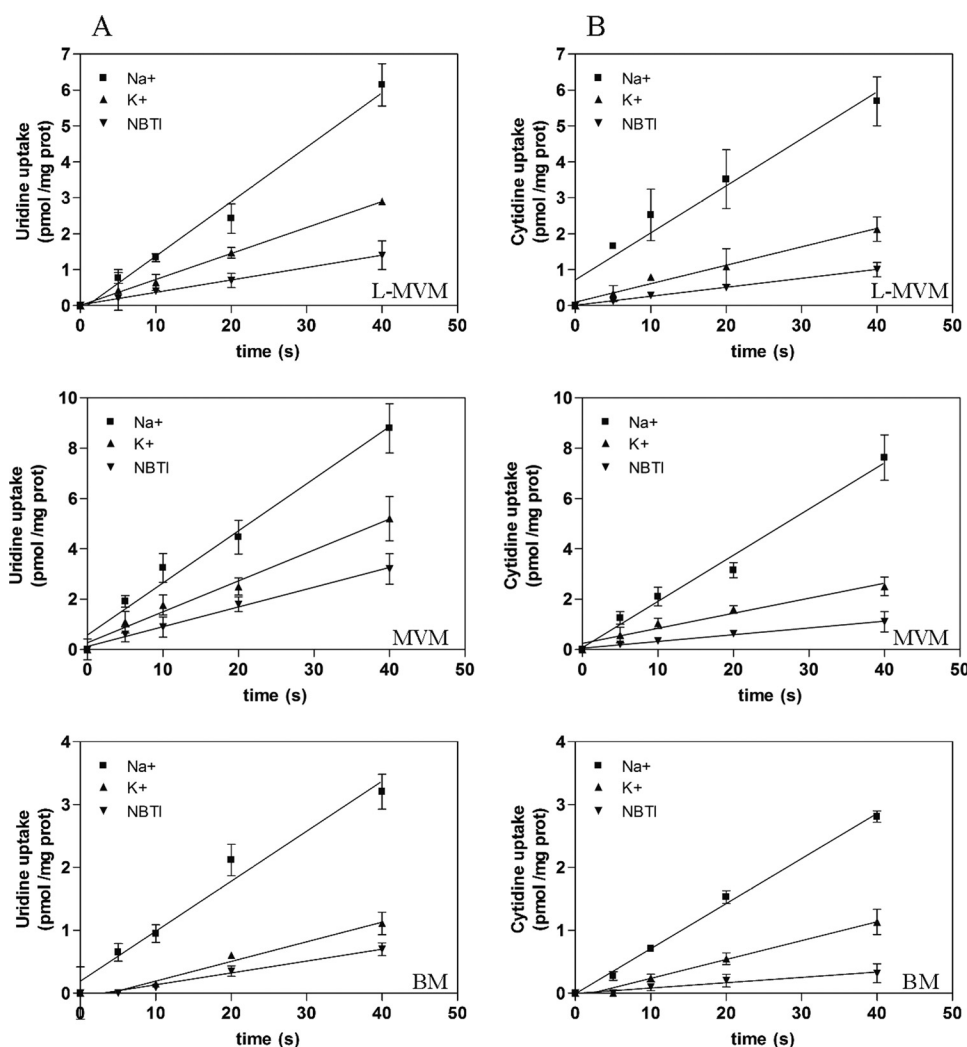 A
B
7
6
5
4
3
2
1
0
Uridine uptake
(pmol /mg prot)
Na+
K+
NBTI
L-MVM
0 10 20 30 40 50
time (s)
7
6
5
4
3
2
1
0
Cytidine uptake
(pmol /mg prot)
Na+
K+
NBTI
L-MVM
0 10 20 30 40 50
time (s)
10
8
6
4
2
0
Uridine uptake
(pmol /mg prot)
Na+
K+
NBTI
MVM
0 10 20 30 40 50
time (s)
10
8
6
4
2
0
Cytidine uptake
(pmol /mg prot)
Na+
K+
NBTI
MVM
0 10 20 30 40 50
time (s)
4
3
2
1
0
Uridine uptake
(pmol /mg prot)
Na+
K+
NBTI
BM
0 10 20 30 40 50
time (s)
4
3
2
1
0
Cytidine uptake
(pmol /mg prot)
Na+
K+
NBTI
BM
0 10 20 30 40 50
time (s)